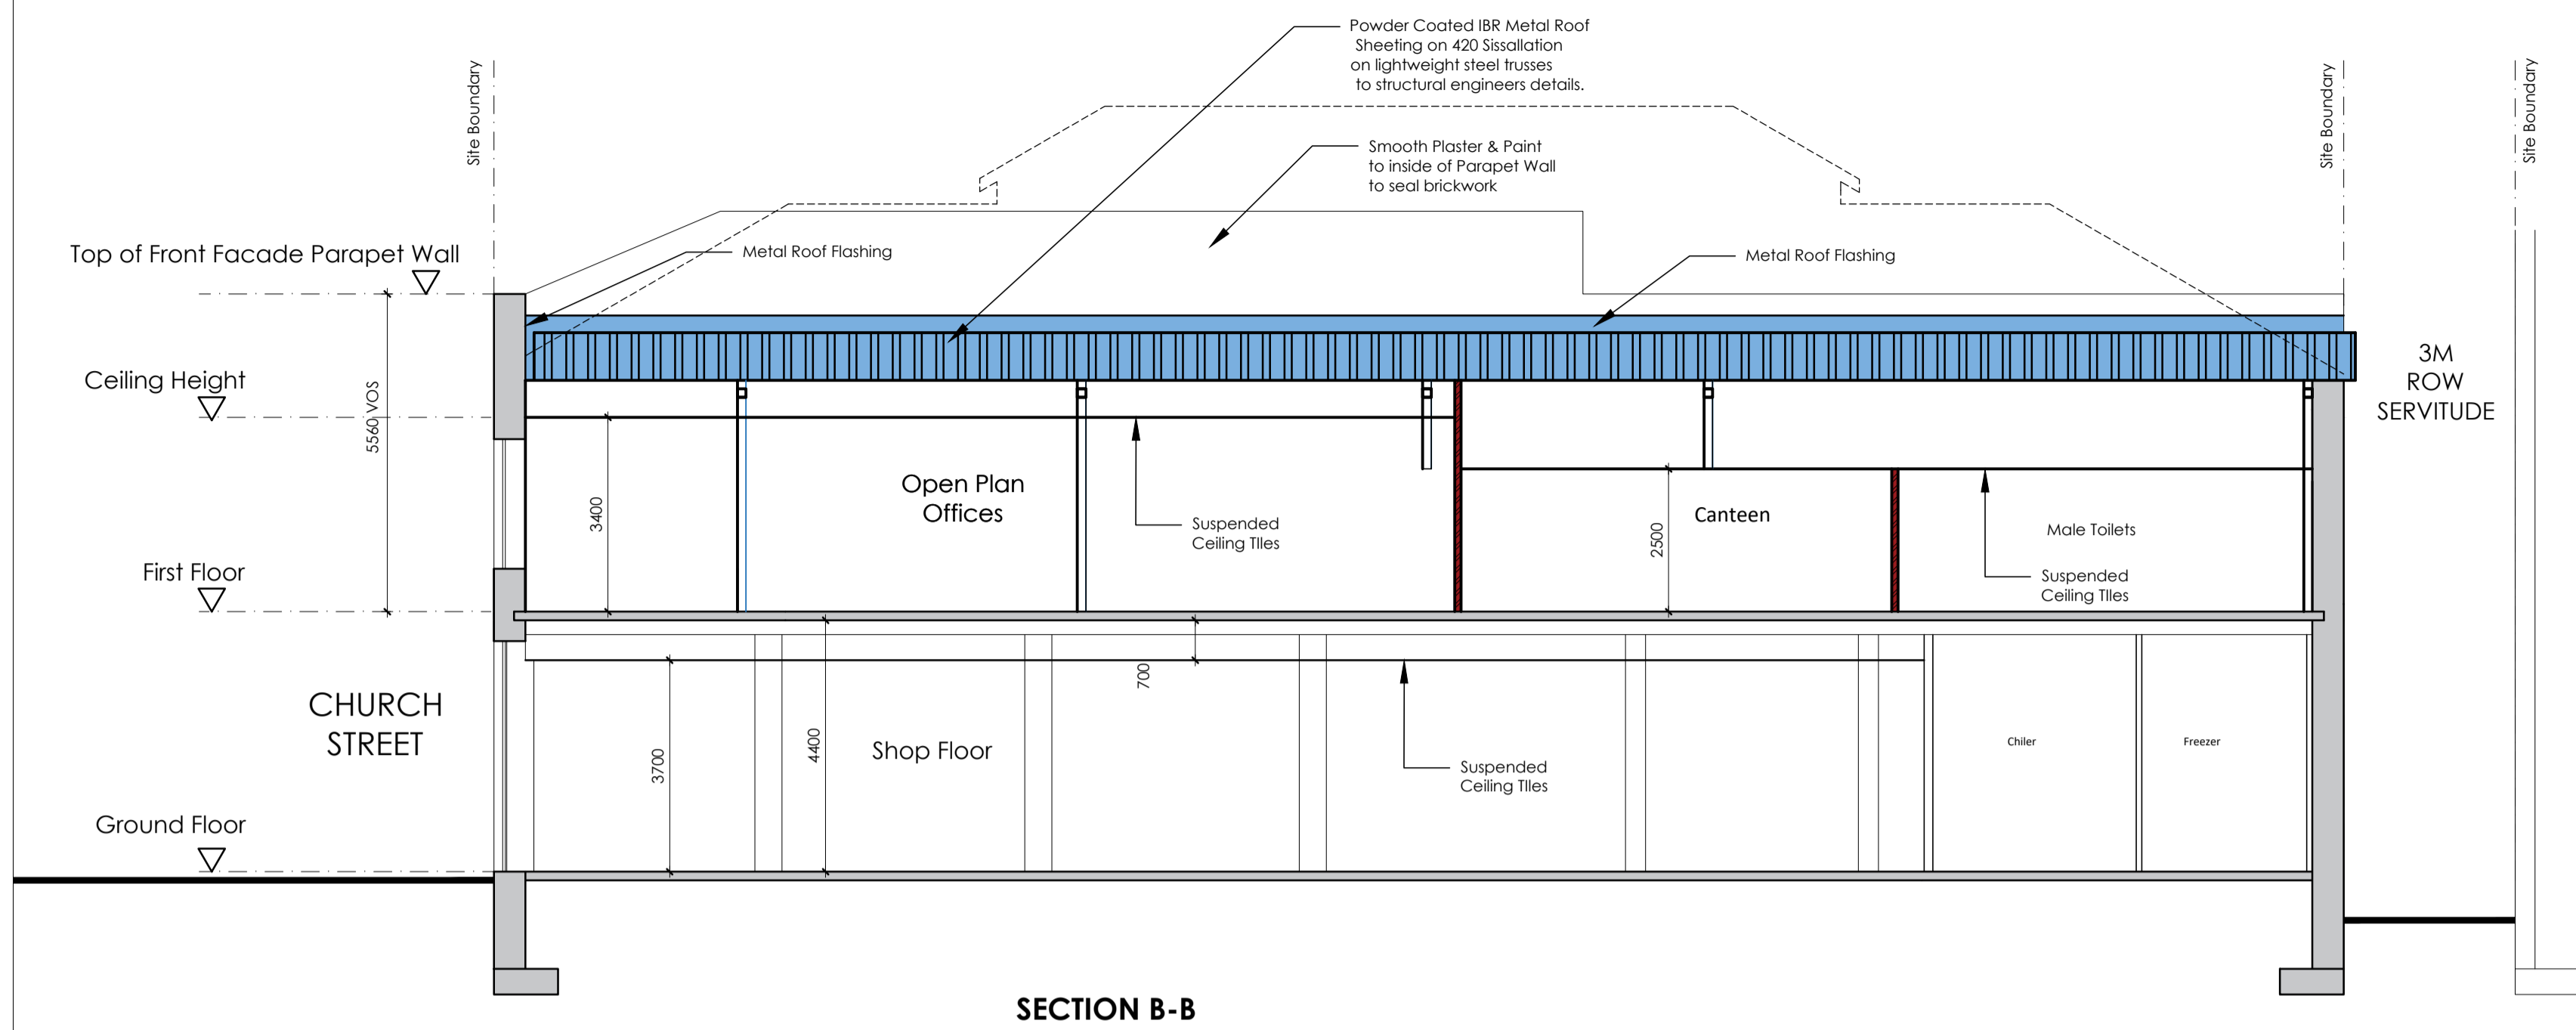 Powder Coated IBR Metal Roof
Sheeting on 420 Sissallation
on lightweight steel trusses
to structural engineers details.
Site Boundary
Site Boundary
Site Boundary
Smooth Plaster & Paint
to inside of Parapet Wall
to seal brickwork
Top of Front Facade Parapet Wall
Metal Roof Flashing
Metal Roof Flashing
Ceiling Height
5560 VOS
3M
ROW
SERVITUDE
Open Plan
Offices
3400
Suspended
Ceiling TIles
2500
Canteen
Male Toilets
Suspended
Ceiling TIles
First Floor
700
CHURCH
STREET
3700
4400
Shop Floor
Suspended
Ceiling TIles
Chiler
Freezer
Ground Floor
SECTION B-B